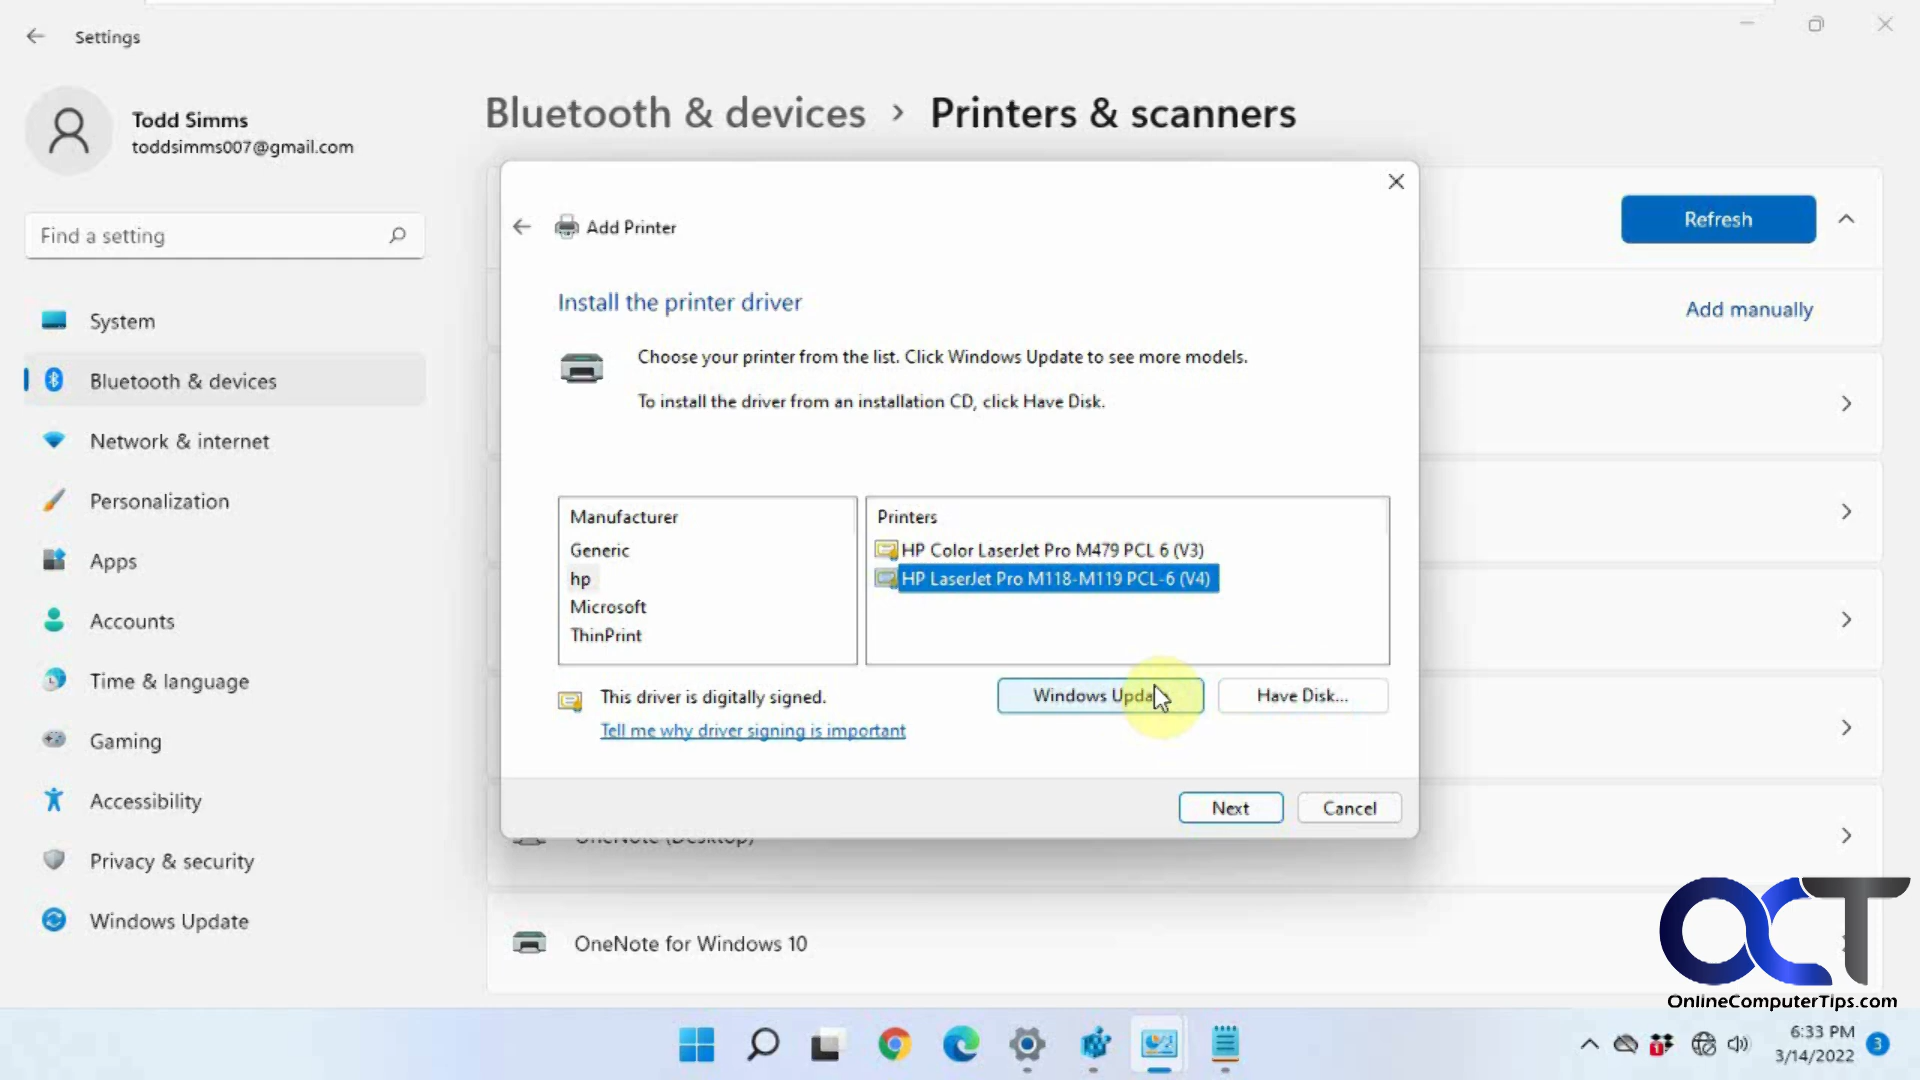 Settings
Todd Simms
toddsimms007@gmail.com
Find a setting
System
Bluetooth & devices
Network & internet
Personalization
Apps
Accounts
Time & language
Gaming
Accessibility
Privacy & security
Windows Update
Bluetooth & devices > Printers & scanners
Refresh
Add manually
Add Printer
Install the printer driver
Choose your printer from the list. Click Windows Update to see more models.
To install the driver from an installation CD, click Have Disk.
Manufacturer
Generic
hp
Microsoft
ThinPrint
Printers
HP Color LaserJet Pro M479 PCL 6 (V3)
HP LaserJet Pro M118-M119 PCL-6 (V4)
This driver is digitally signed.
Tell me why driver signing is important
Windows Upda
Have Disk...
Next
Cancel
OneNote (Desktop)
OneNote for Windows 10
OCT
OnlineComputerTips.com
6:33 PM
3/14/2022
3
1